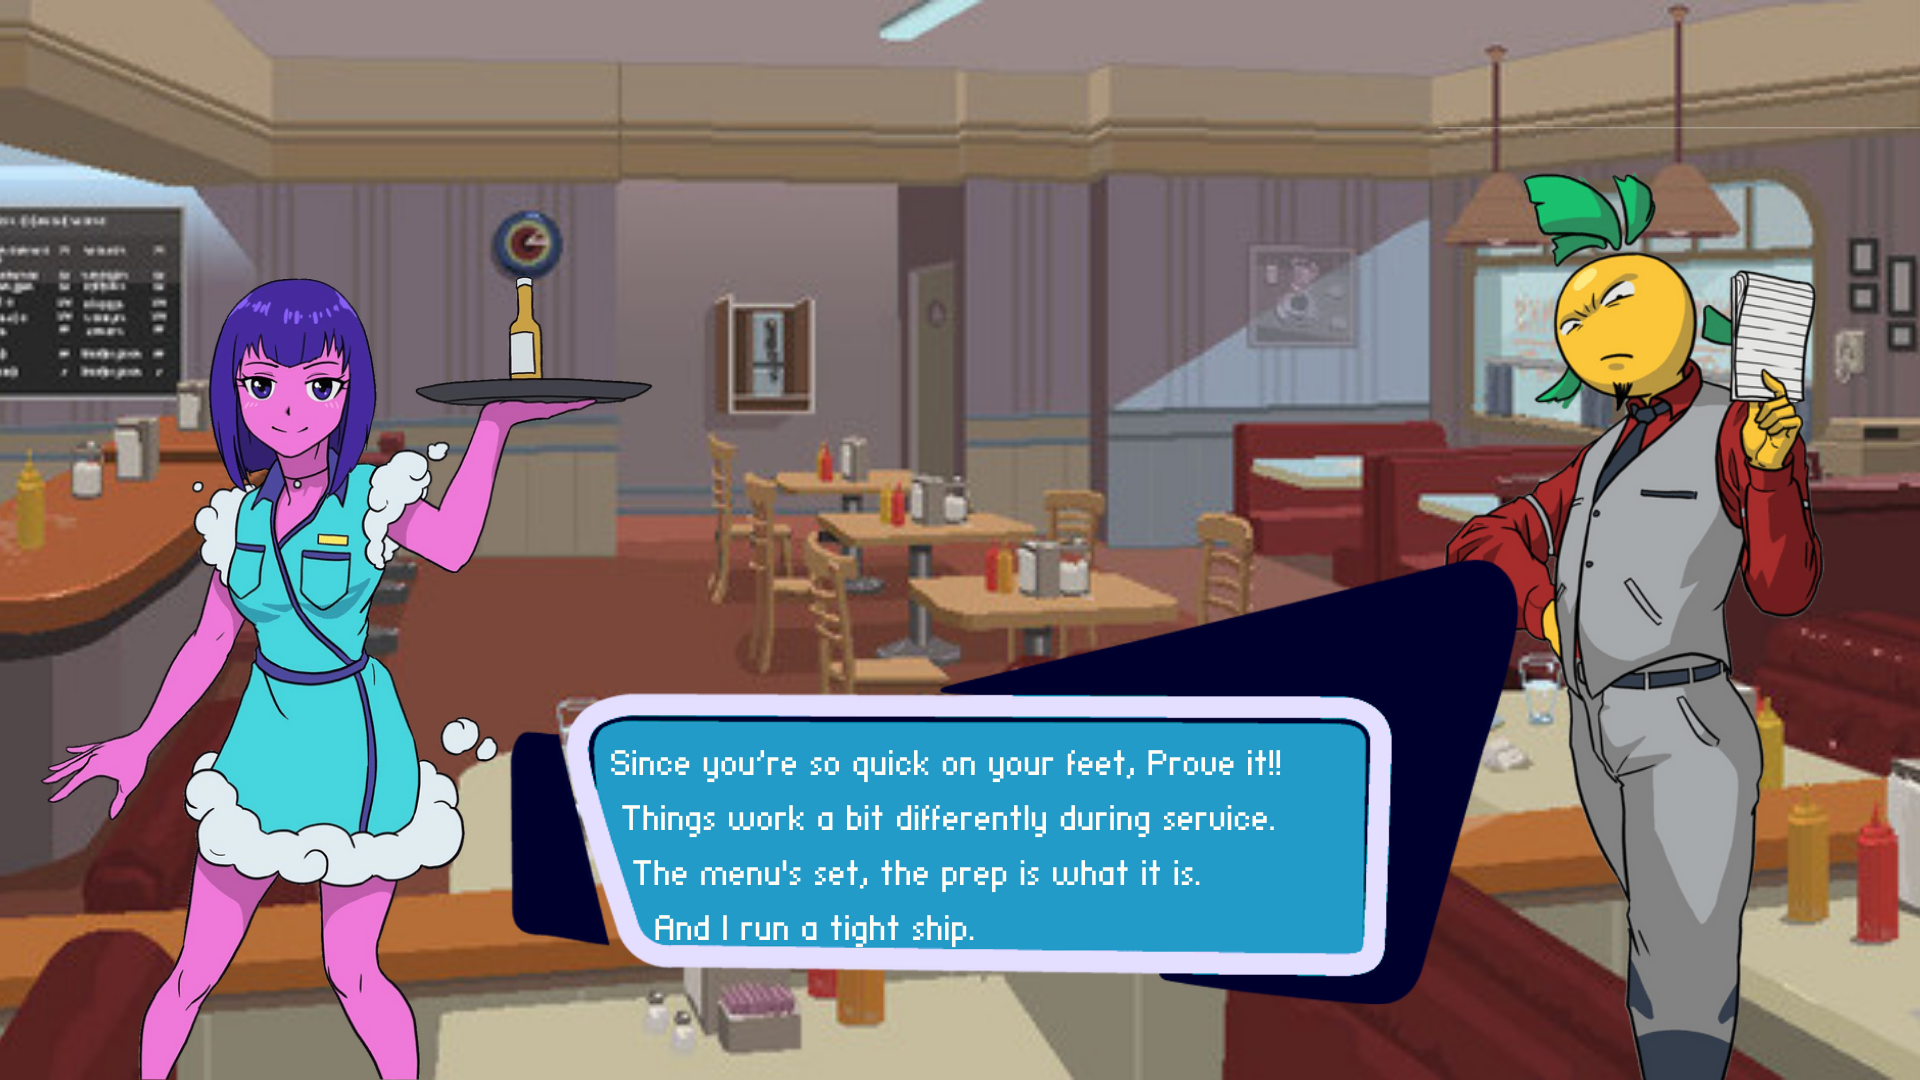 Since you're so quick on your feet, Prove it!!
Things work a bit differently during service.
The menu's set, the prep is what it is.
And I run a tight ship.